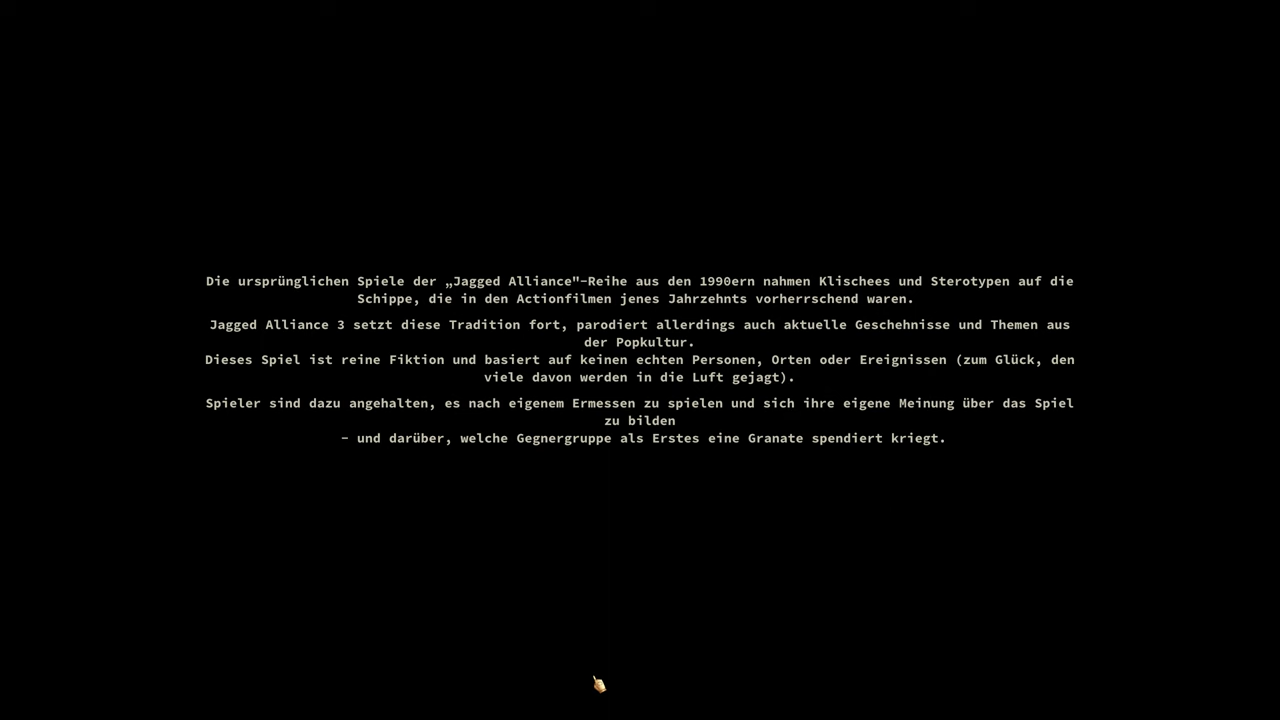 Die ursprünglichen Spiele der „Jagged Alliance"-Reihe aus den 1990ern nahmen Klischees und Sterotypen auf die
Schippe, die in den Actionfilmen jenes Jahrzehnts vorherrschend waren.
Jagged Alliance 3 setzt diese Tradition fort, parodiert allerdings auch aktuelle Geschehnisse und Themen aus
der Popkultur.
Dieses Spiel ist reine Fiktion und basiert auf keinen echten Personen, Orten oder Ereignissen (zum Glück, den
viele davon werden in die Luft gejagt).
Spieler sind dazu angehalten, es nach eigenem Ermessen zu spielen und sich ihre eigene Meinung über das Spiel
zu bilden
– und darüber, welche Gegnergruppe als Erstes eine Granate spendiert kriegt.